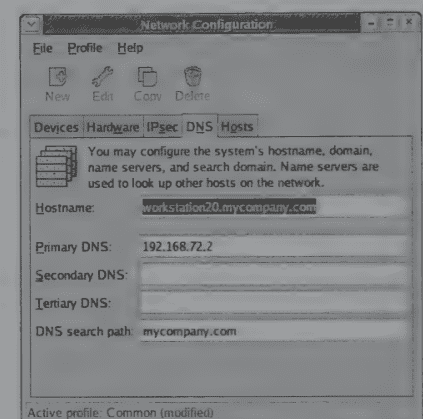 Network Configuration
File Profile Help
New Edit Copy Delete
Devices Hardware IPsec DNS Hosts
You may configure the system's hostname, domain,
name servers, and search domain. Name servers are
used to look up other hosts on the network.
Hostname: workstation20.mycompany.com
Primary DNS: 192.168.72.2
Secondary DNS:
Tertiary DNS:
DNS search path: mycompany.com
Active profile: Common (modified)